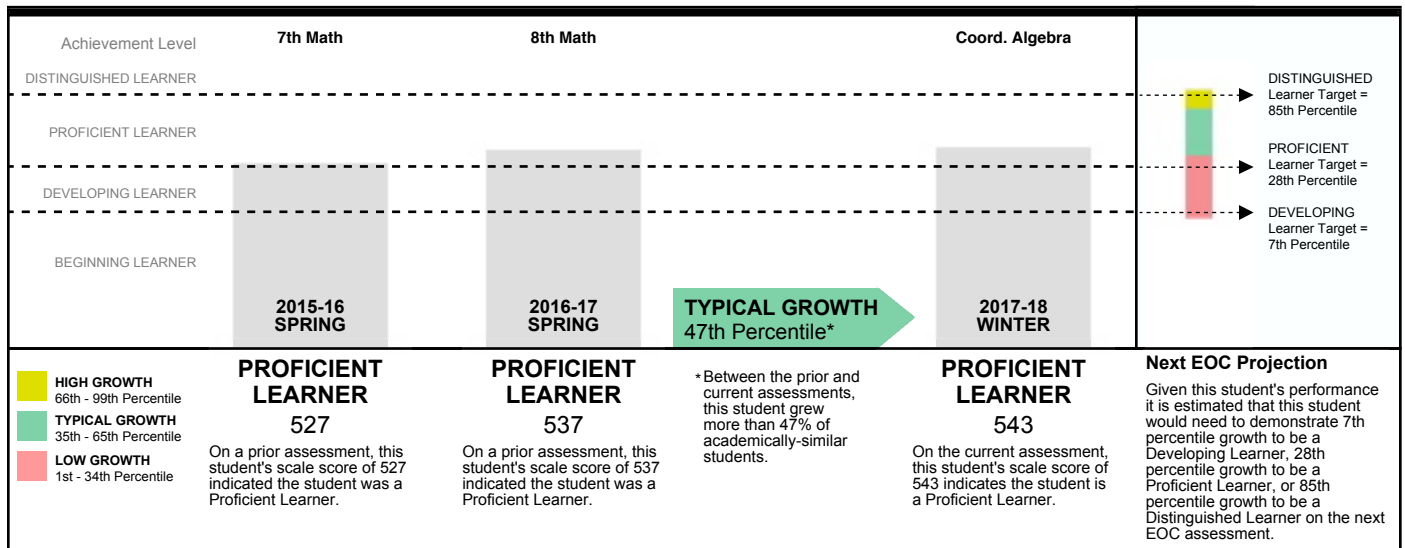 Achievement Level
7th Math
8th Math
Coord. Algebra
DISTINGUISHED LEARNER
PROFICIENT LEARNER
DEVELOPING LEARNER
BEGINNING LEARNER
DISTINGUISHED
Learner Target =
85th Percentile
PROFICIENT
Learner Target =
28th Percentile
DEVELOPING
Learner Target =
7th Percentile
2015-16
SPRING
2016-17
SPRING
TYPICAL GROWTH
47th Percentile*
2017-18
WINTER
HIGH GROWTH
66th - 99th Percentile
TYPICAL GROWTH
35th - 65th Percentile
LOW GROWTH
1st - 34th Percentile
PROFICIENT
LEARNER
527
On a prior assessment, this
student's scale score of 527
indicated the student was a
Proficient Learner.
PROFICIENT
LEARNER
537
On a prior assessment, this
student's scale score of 537
indicated the student was a
Proficient Learner.
* Between the prior and
current assessments,
this student grew
more than 47% of
academically-similar
students.
PROFICIENT
LEARNER
543
On the current assessment,
this student's scale score of
543 indicates the student is
a Proficient Learner.
Next EOC Projection
Given this student's performance
it is estimated that this student
would need to demonstrate 7th
percentile growth to be a
Developing Learner, 28th
percentile growth to be a
Proficient Learner, or 85th
percentile growth to be a
Distinguished Learner on the next
EOC assessment.